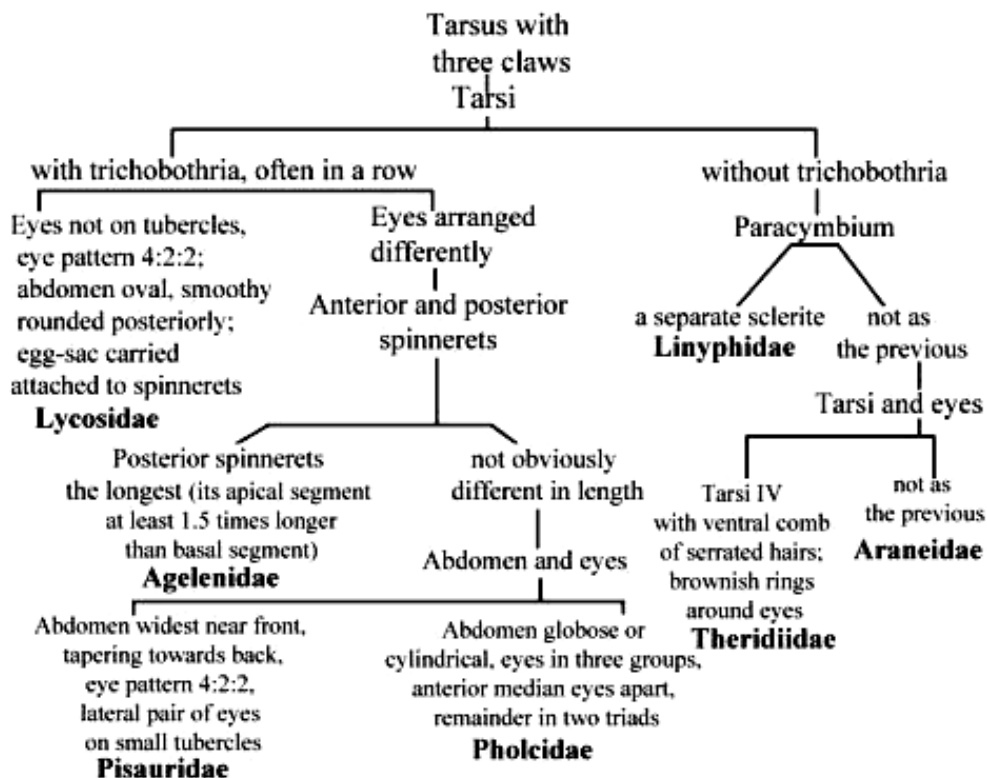 Tarsus with
three claws
Tarsi
with trichobothria, often in a row
without trichobothria
Eyes not on tubercles,
eye pattern 4:2:2;
abdomen oval, smoothy
rounded posteriorly;
egg-sac carried
attached to spinnerets
Lycosidae
Eyes arranged
differently
Anterior and posterior
spinnerets
Paracymbium
a separate sclerite
Linyphidae
not as
the previous
Tarsi and eyes
Posterior spinnerets
the longest (its apical segment
at least 1.5 times longer
than basal segment)
Agelenidae
not obviously
different in length
Abdomen and eyes
Tarsi IV
with ventral comb
of serrated hairs;
brownish rings
around eyes
Theridiidae
not as
the previous
Araneidae
Abdomen widest near front,
tapering towards back,
eye pattern 4:2:2,
lateral pair of eyes
on small tubercles
Pisauridae
Abdomen globose or
cylindrical, eyes in three groups,
anterior median eyes apart,
remainder in two triads
Pholcidae